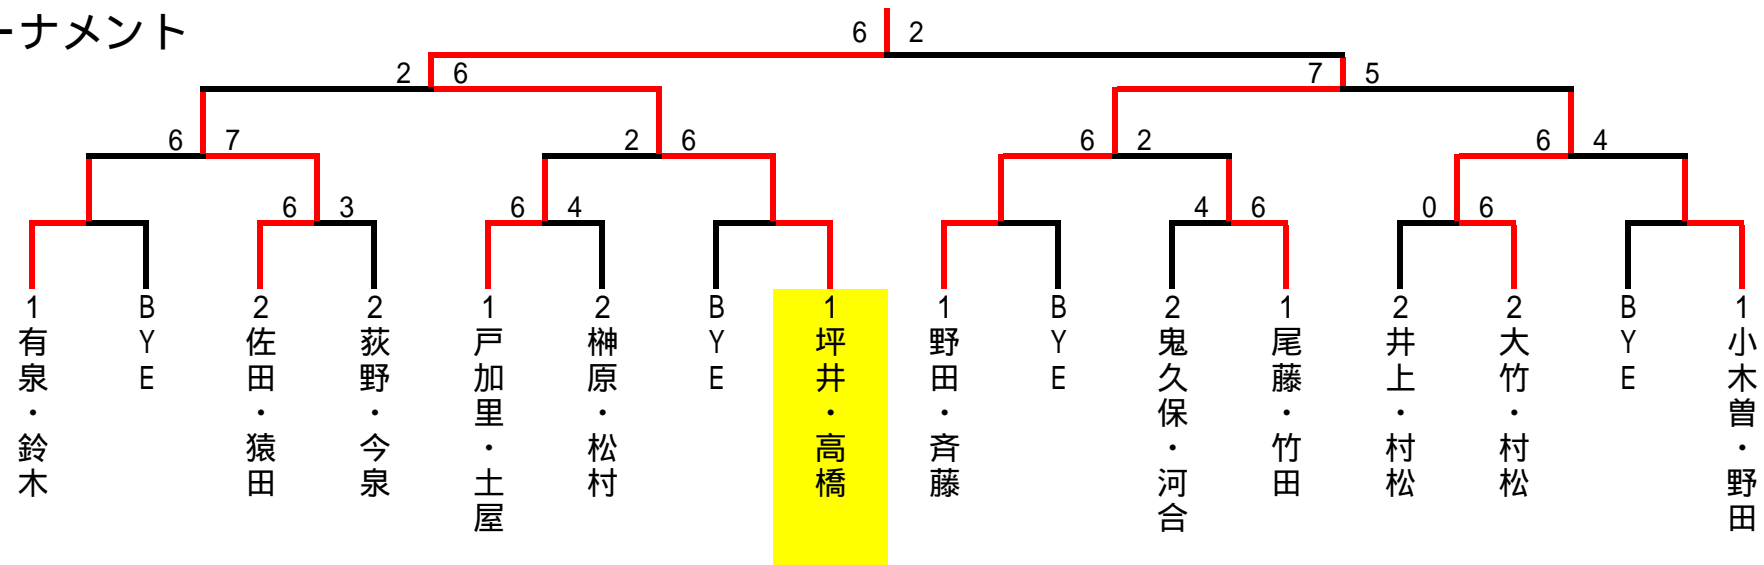 ーナメント
6 2
2 6
7 5
6 7
2 6
6 2
6 4
6 3
6 4
4 6
0 6
1有泉・鈴木
BYE
2佐田・猿田
2荻野・今泉
1戸加里・土屋
2榊原・松村
BYE
1坪井・高橋
1野田・斉藤
BYE
2鬼久保・河合
1尾藤・竹田
2井上・村松
2大竹・村松
BYE
1小木曽・野田